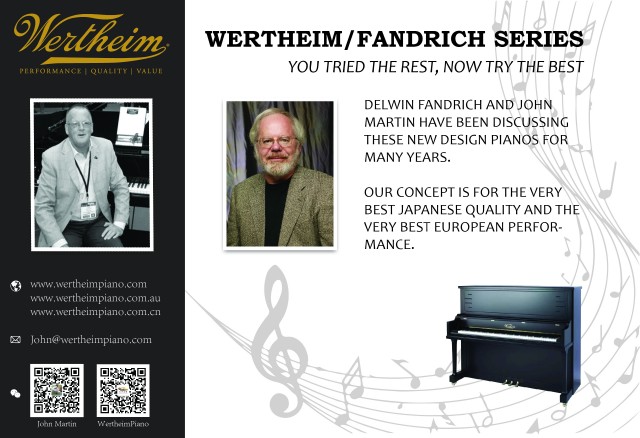 Wertheim
PERFORMANCE | QUALITY | VALUE
www.wertheimpiano.com
www.wertheimpiano.com.au
www.wertheimpiano.com.cn
John@wertheimpiano.com
John Martin
WertheimPiano
WERTHEIM/FANDRICH SERIES
YOU TRIED THE REST, NOW TRY THE BEST
DELWIN FANDRICH AND JOHN
MARTIN HAVE BEEN DISCUSSING
THESE NEW DESIGN PIANOS FOR
MANY YEARS.
OUR CONCEPT IS FOR THE VERY
BEST JAPANESE QUALITY AND THE
VERY BEST EUROPEAN PERFOR-
MANCE.